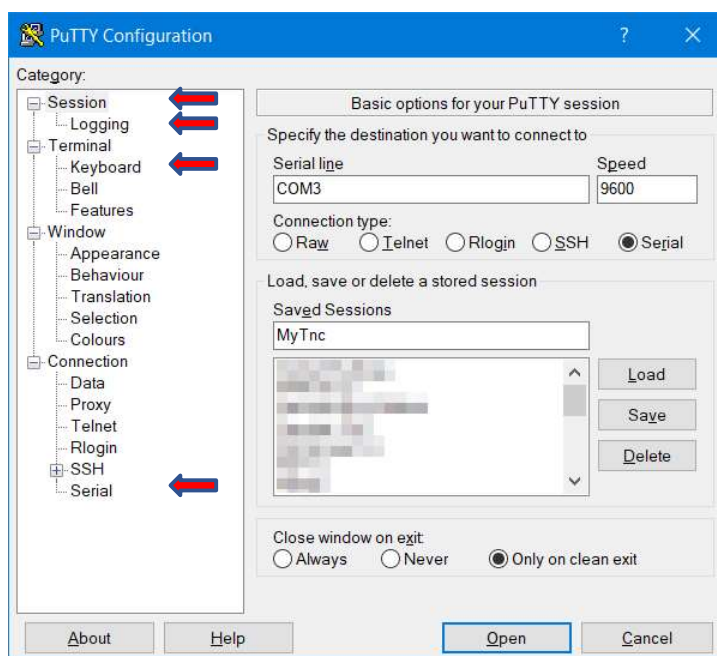 PuTTY Configuration ? ×
Category:
Session
Logging
Terminal
Keyboard
Bell
Features
Window
Appearance
Behaviour
Translation
Selection
Colours
Connection
Data
Proxy
Telnet
Rlogin
SSH
Serial
Basic options for your PuTTY session
Specify the destination you want to connect to
Serial line Speed
COM3 9600
Connection type:
Raw Telnet Rlogin SSH Serial
Load, save or delete a stored session
Saved Sessions
MyTnc
Load
Save
Delete
Close window on exit:
Always Never Only on clean exit
About Help Open Cancel